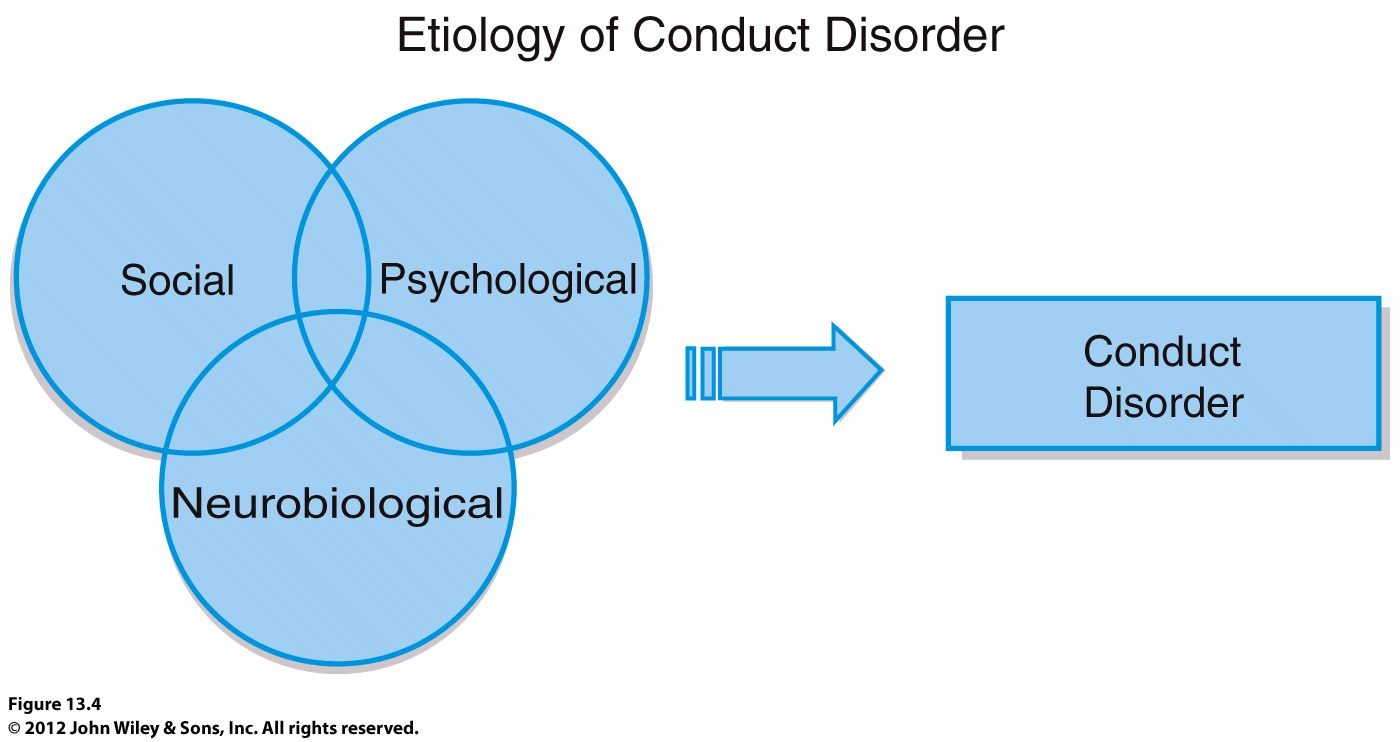 Etiology of Conduct Disorder
Social
Psychological
Neurobiological
Conduct
Disorder
Figure 13.4
© 2012 John Wiley & Sons, Inc. All rights reserved.